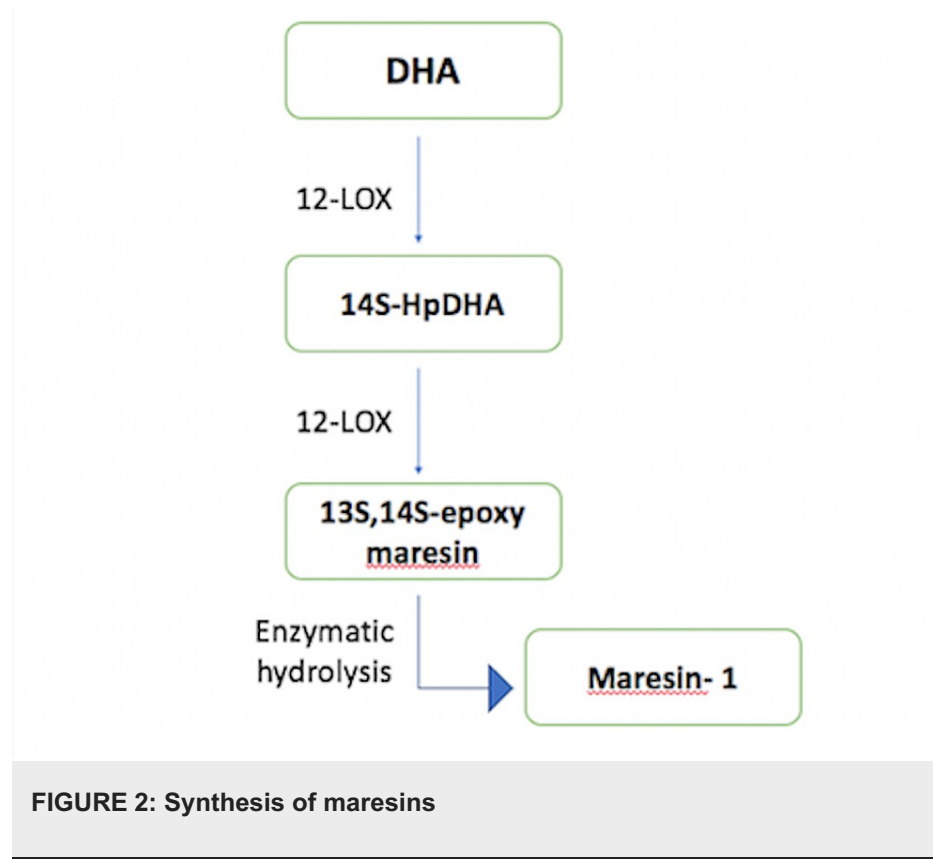 DHA
12-LOX
14S-HpDHA
12-LOX
13S,14S-epoxy
maresin
Enzymatic
hydrolysis
Maresin- 1
FIGURE 2: Synthesis of maresins